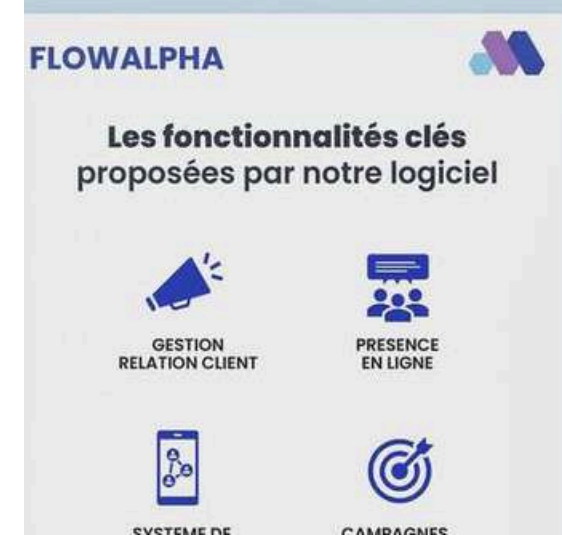 FLOWALPHA
Les fonctionnalités clés
proposées par notre logiciel
GESTION
RELATION CLIENT
PRESENCE
EN LIGNE
SYSTEME DE
CAMPAGNES